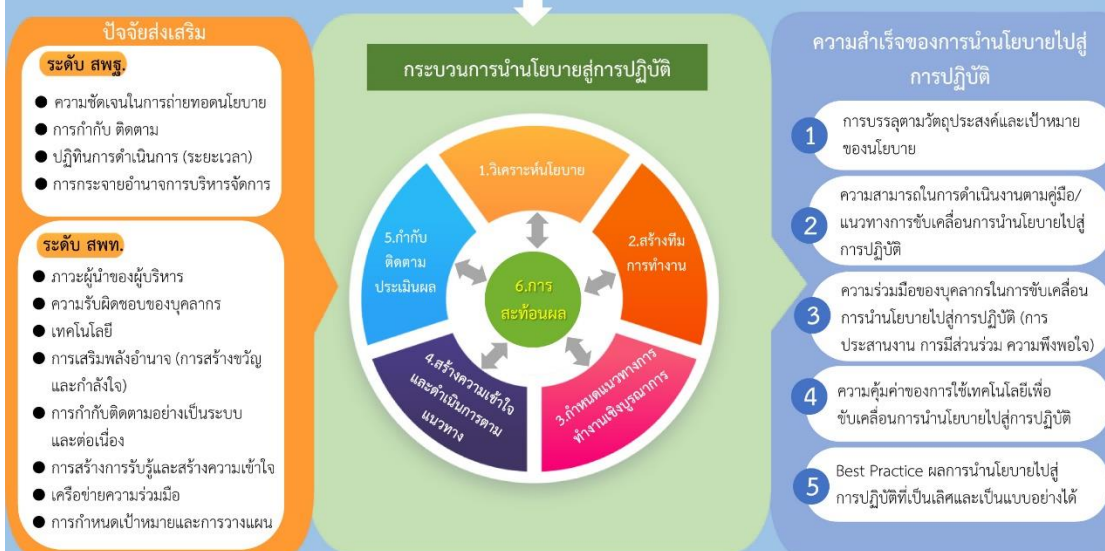 ปัจจัยส่งเสริม
ระดับ สพฐ.
● ความชัดเจนในการถ่ายทอดนโยบาย
● การกำกับ ติดตาม
● ปฏิทินการดำเนินการ (ระยะเวลา)
● การกระจายอำนาจการบริหารจัดการ
ระดับ สพท.
● ภาวะผู้นำของผู้บริหาร
● ความรับผิดชอบของบุคลากร
● เทคโนโลยี
● การเสริมพลังอำนาจ (การสร้างขวัญ
และกำลังใจ)
● การกำกับติดตามอย่างเป็นระบบ
และต่อเนื่อง
● การสร้างการรับรู้และสร้างความเข้าใจ
● เครือข่ายความร่วมมือ
● การกำหนดเป้าหมายและการวางแผน
กระบวนการนำนโยบายสู่การปฏิบัติ
1.วิเคราะห์นโยบาย
2.สร้างทีม
การทำงาน
3.กำหนดแนวทางการ
ทำงานเชิงบูรณาการ
4.สร้างความเข้าใจ
และดำเนินการตาม
แนวทาง
5.กำกับ
ติดตาม
ประเมินผล
6.การ
สะท้อนผล
ความสำเร็จของการนำนโยบายไปสู่
การปฏิบัติ
1
การบรรลุตามวัตถุประสงค์และเป้าหมาย
ของนโยบาย
2
ความสามารถในการดำเนินงานตามคู่มือ/
แนวทางการขับเคลื่อนการนำนโยบายไปสู่
การปฏิบัติ
3
ความร่วมมือของบุคลากรในการขับเคลื่อน
การนำนโยบายไปสู่การปฏิบัติ (การ
ประสานงาน การมีส่วนร่วม ความพึงพอใจ)
4
ความคุ้มค่าของการใช้เทคโนโลยีเพื่อ
ขับเคลื่อนการนำนโยบายไปสู่การปฏิบัติ
5
Best Practice ผลการนำนโยบายไปสู่
การปฏิบัติที่เป็นเลิศและเป็นแบบอย่างได้